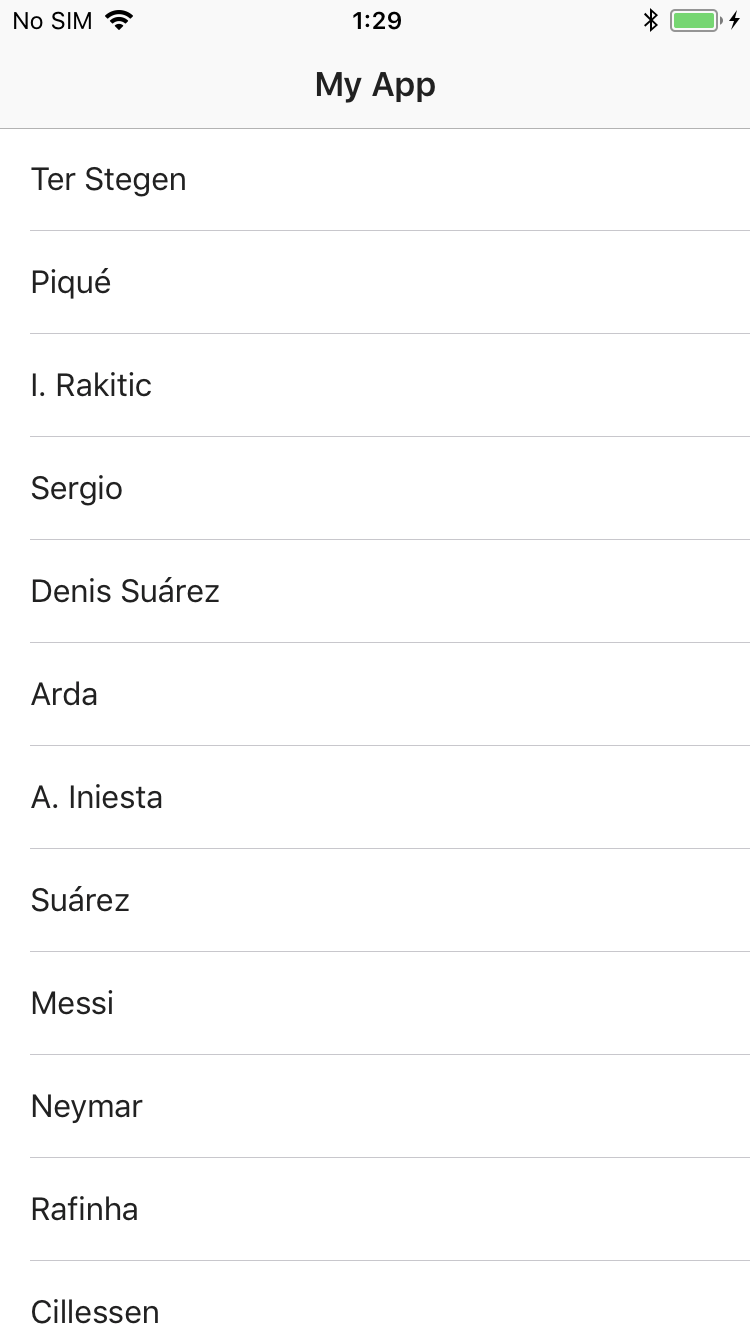 No SIM 1:29
My App
Ter Stegen
Piqué
I. Rakitic
Sergio
Denis Suárez
Arda
A. Iniesta
Suárez
Messi
Neymar
Rafinha
Cillessen